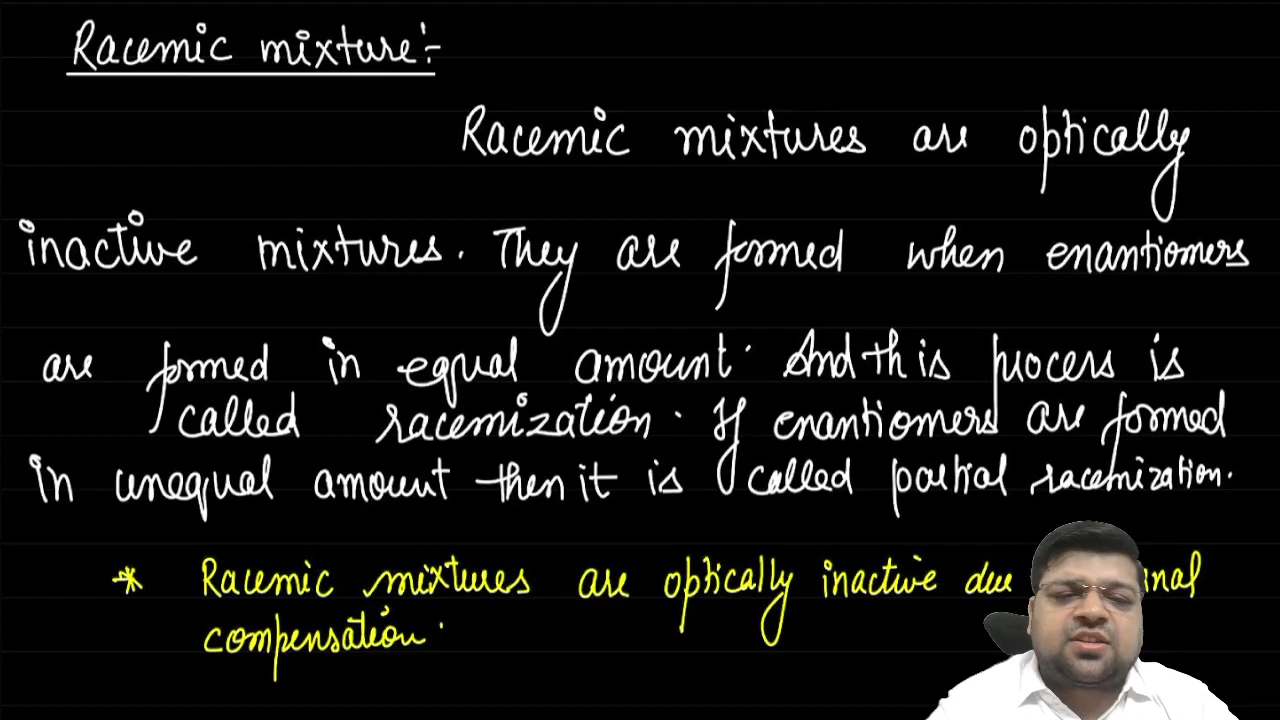 Racemic mixture:-
Racemic mixtures are optically
inactive mixtures. They are formed when enantiomers
are formed in equal amount. And this process is
called racemization. If enantiomers are formed
in unequal amount then it is called partial racemization.
* Racemic mixtures are optically inactive due
compensation.